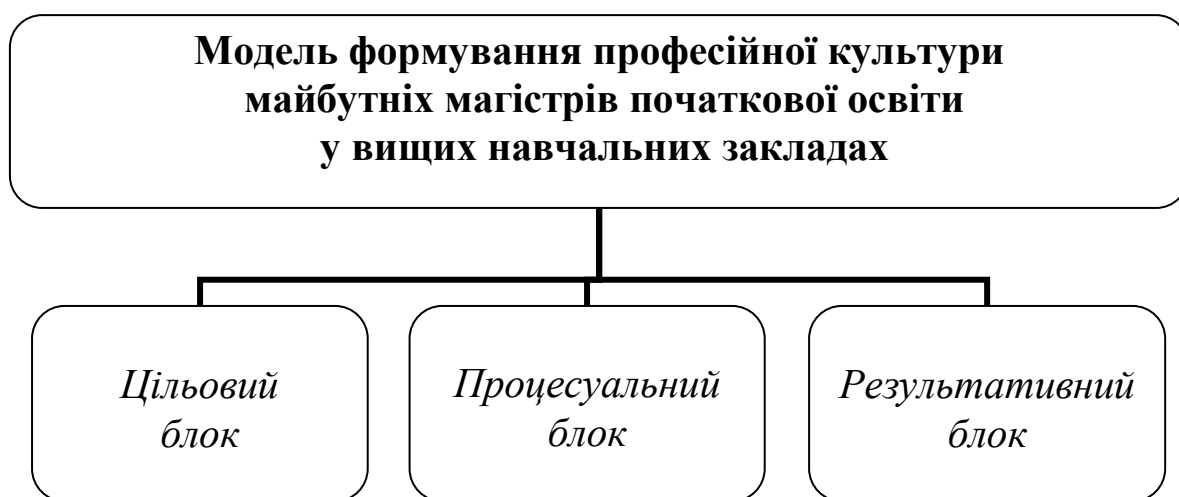 Модель формування професійної культури
майбутніх магістрів початкової освіти
у вищих навчальних закладах
Цільовий
блок
Процесуальний
блок
Результативний
блок